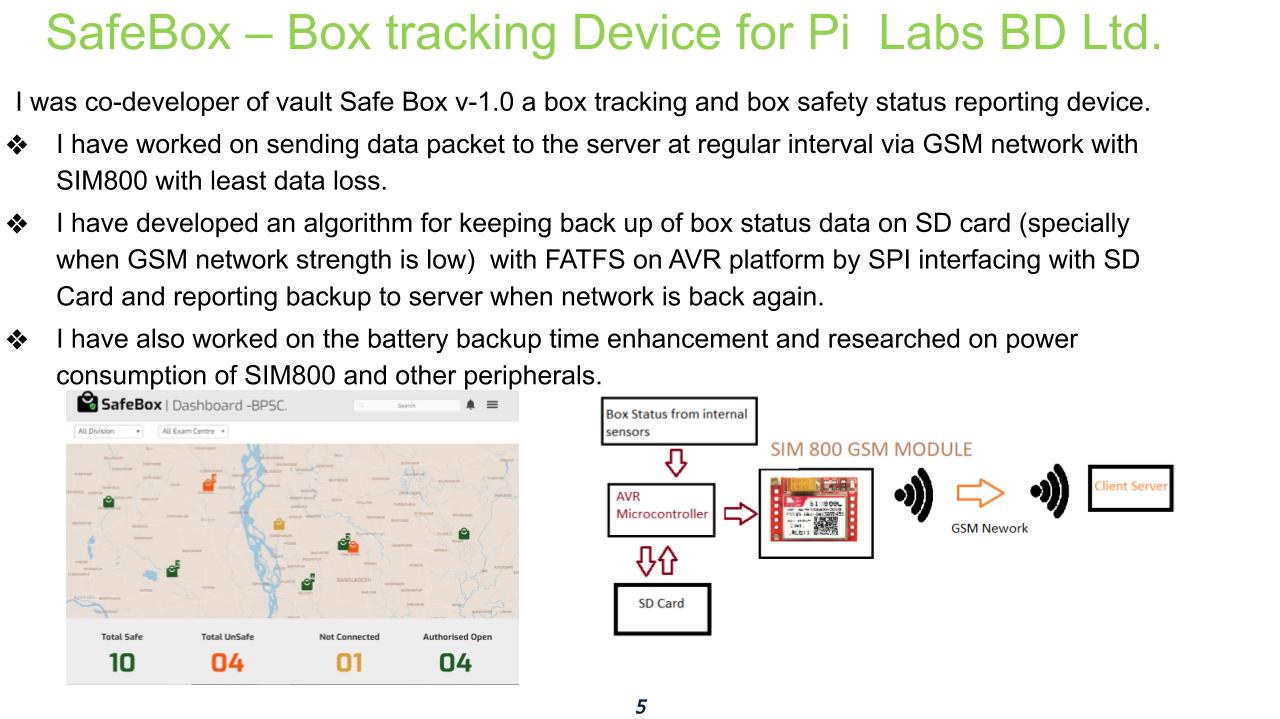 SafeBox – Box tracking Device for Pi Labs BD Ltd.
I was co-developer of vault Safe Box v-1.0 a box tracking and box safety status reporting device.
❖ I have worked on sending data packet to the server at regular interval via GSM network with
SIM800 with least data loss.
❖ I have developed an algorithm for keeping back up of box status data on SD card (specially
when GSM network strength is low) with FATFS on AVR platform by SPI interfacing with SD
Card and reporting backup to server when network is back again.
❖ I have also worked on the battery backup time enhancement and researched on power
consumption of SIM800 and other peripherals.
SafeBox | Dashboard -BPSC.
Search
All Division
All Exam Centre
BANGLADESH
Total Safe
Total UnSafe
Not Connected
Authorised Open
10
04
01
04
Box Status from internal
sensors
SIM 800 GSM MODULE
AVR
Microcontroller
SIM800L
Client Server
GSM Nework
SD Card
5